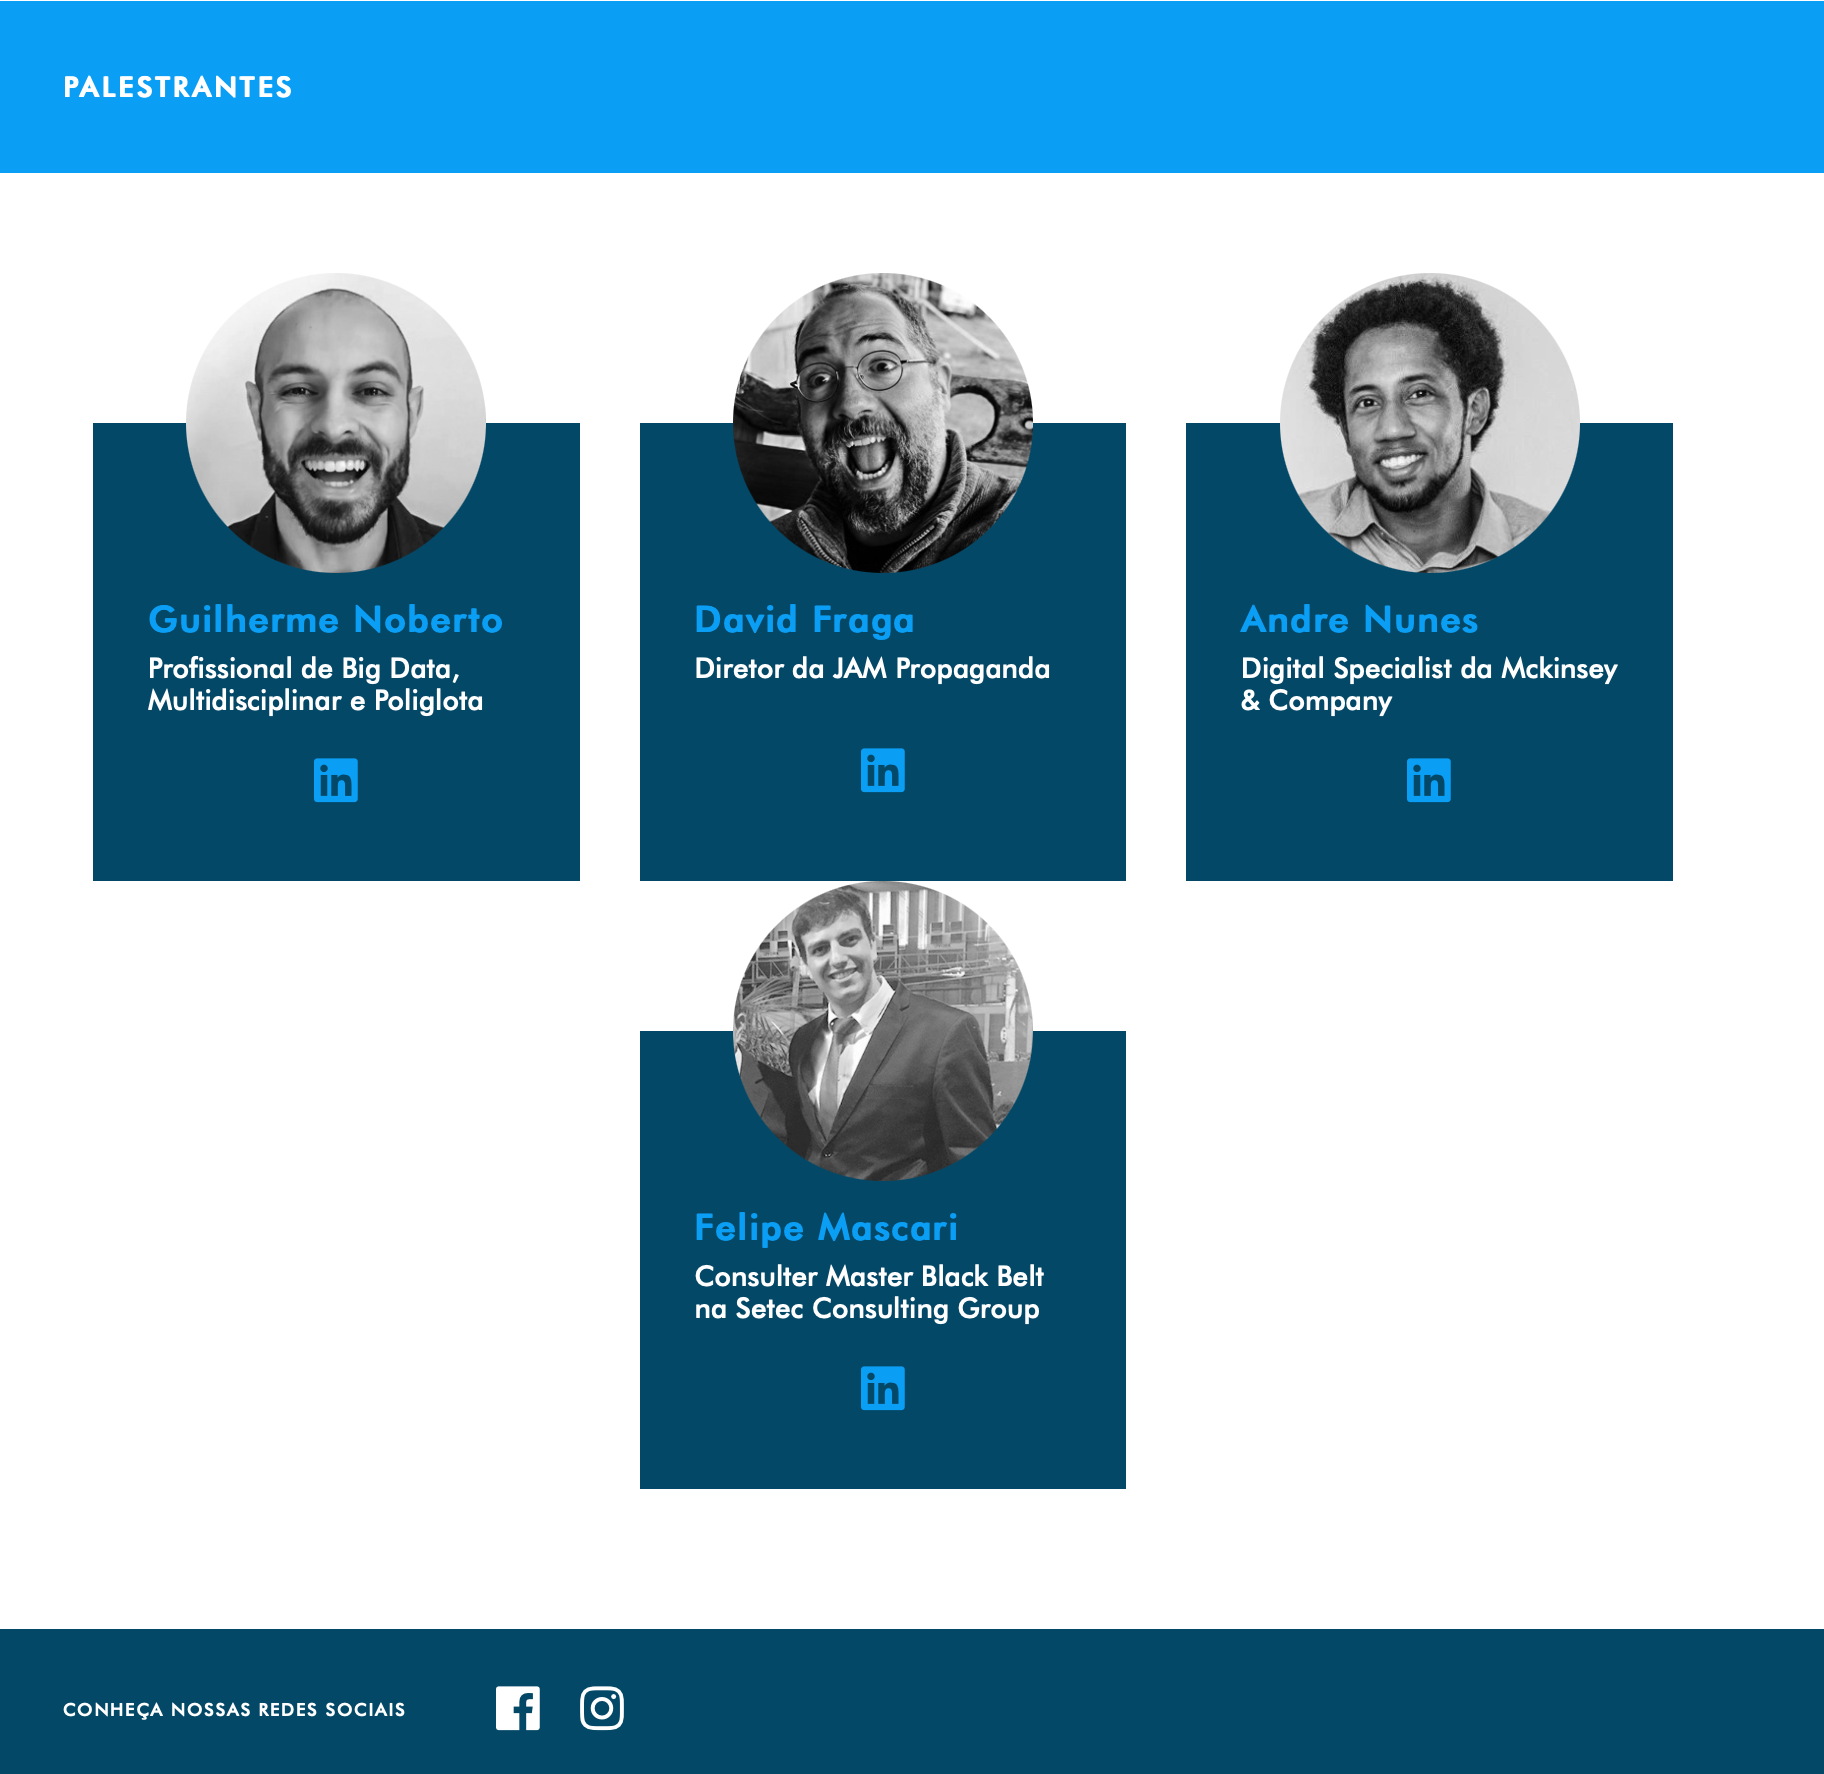 PALESTRANTES
Guilherme Noberto
Profissional de Big Data,
Multidisciplinar e Poliglota
in
David Fraga
Diretor da JAM Propaganda
in
Andre Nunes
Digital Specialist da Mckinsey
& Company
in
Felipe Mascari
Consulter Master Black Belt
na Setec Consulting Group
in
CONHEÇA NOSSAS REDES SOCIAIS